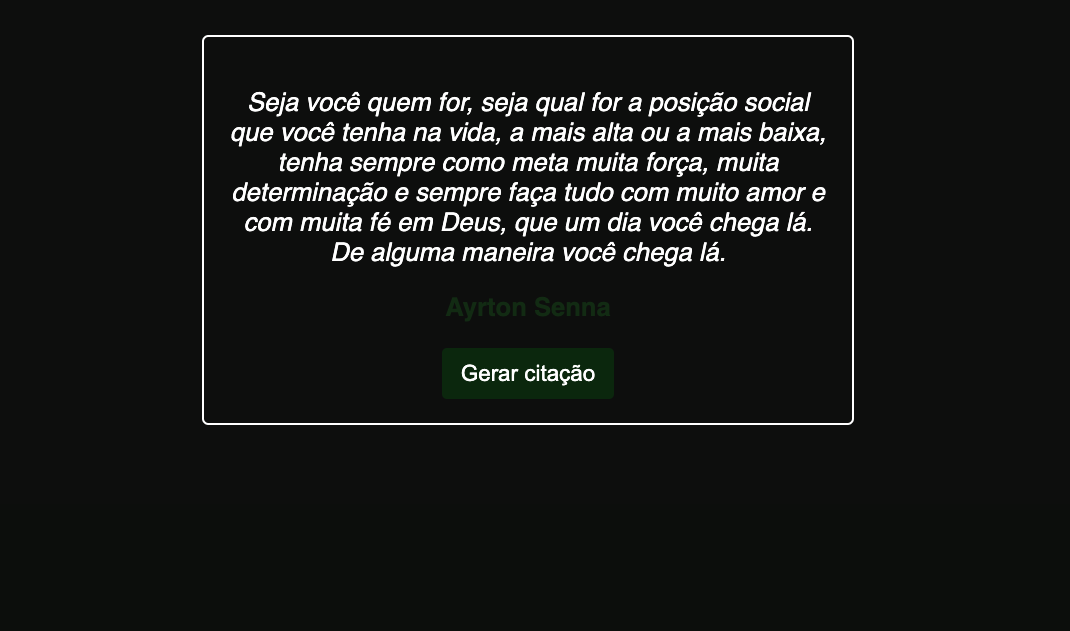 Seja você quem for, seja qual for a posição social
que você tenha na vida, a mais alta ou a mais baixa,
tenha sempre como meta muita força, muita
determinação e sempre faça tudo com muito amor e
com muita fé em Deus, que um dia você chega lá.
De alguma maneira você chega lá.
Ayrton Senna
Gerar citação